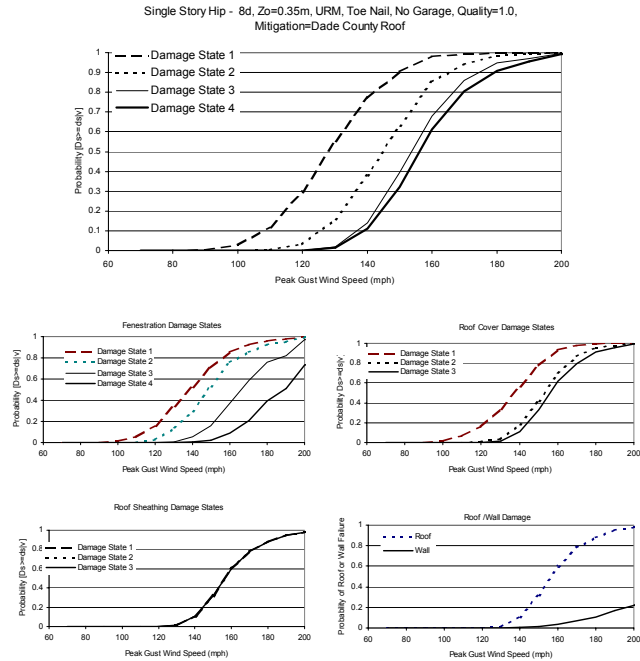 Single Story Hip - 8d, Zo=0.35m, URM, Toe Nail, No Garage, Quality=1.0,
Mitigation=Dade County Roof
Probability [Ds>=ds|v]
1
0.9
0.8
0.7
0.6
0.5
0.4
0.3
0.2
0.1
0
Damage State 1
Damage State 2
Damage State 3
Damage State 4
60 80 100 120 140 160 180 200
Peak Gust Wind Speed (mph)
Fenestration Damage States
Probability [Ds>=ds|v]
1
0.8
0.6
0.4
0.2
0
Damage State 1
Damage State 2
Damage State 3
Damage State 4
60 80 100 120 140 160 180 200
Peak Gust Wind Speed (mph)
Roof Cover Damage States
Probability Ds>=ds|v]
1
0.8
0.6
0.4
0.2
0
Damage State 1
Damage State 2
Damage State 3
60 80 100 120 140 160 180 200
Peak Gust Wind Speed (mph)
Roof Sheathing Damage States
Probability [Ds>=ds|v]
1
0.8
0.6
0.4
0.2
0
Damage State 1
Damage State 2
Damage State 3
60 80 100 120 140 160 180 200
Peak Gust Wind Speed (mph)
Roof /Wall Damage
Probability of Roof or Wall Failure
1
0.8
0.6
0.4
0.2
0
Roof
Wall
60 80 100 120 140 160 180 200
Peak Gust Wind Speed (mph)